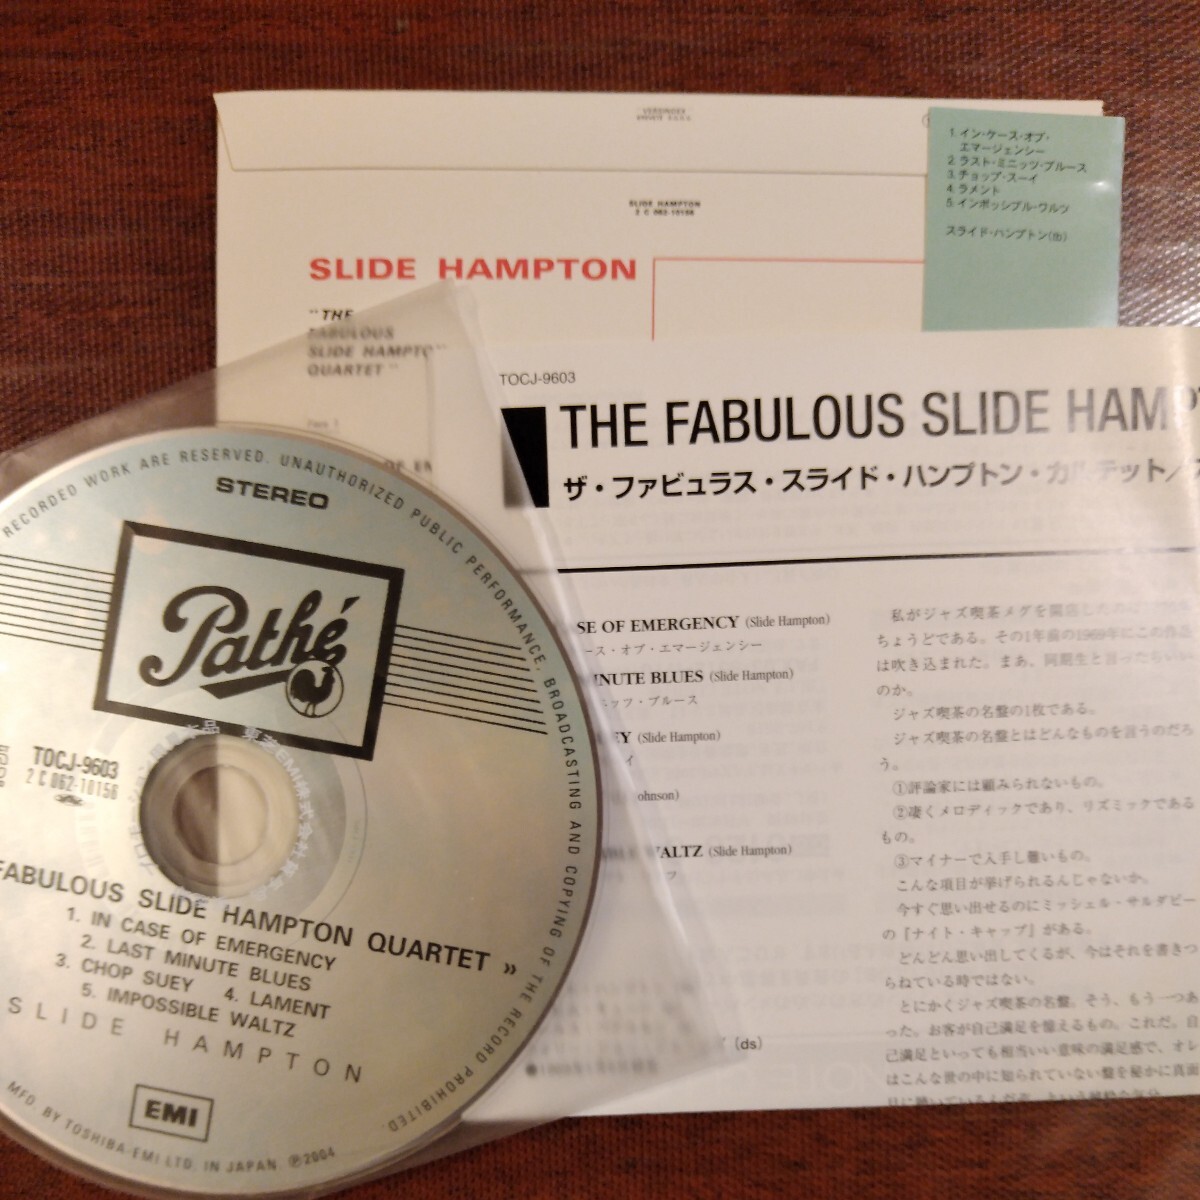 SLIDE HAMPTON
2 C 062-10156
SLIDE HAMPTON
"THE
FABULOUS
SLIDE HAMPTO
QUARTET"
1. イン・ケース・オブ・
エマージェンシー
2. ラスト・ミニッツ・ブルース
3. チョップ・スーイ
4. ラメント
5. インポッシブル・ワルツ
スライド・ハンプトン(tb)
TOCJ-9603
THE FABULOUS SLIDE HAMP
ザ・ファビュラス・スライド・ハンプトン・カルテット/
SE OF EMERGENCY (Slide Hampton)
ース・オブ・エマージェンシー
MINUTE BLUES (Slide Hampton)
ニッツ・ブルース
EY (Slide Hampton)
イ
ohnson)
WALTZ (Slide Hampton)
フ
(ds)
私がジャズ喫茶メグを開店した
ちょうどである。その1年前の1969年にこの作品
は吹き込まれた。まあ、同期生と言ったらいい
のか。
ジャズ喫茶の名盤の1枚である。
ジャズ喫茶の名盤とはどんなものを言うのだろ
う。
①評論家には顧みられないもの。
②凄くメロディックであり、リズミックである
もの。
③マイナーで入手し難いもの。
こんな項目が挙げられるんじゃないか。
今すぐ思い出せるのにミッシェル・サルダビー
の『ナイト・キャップ』がある。
どんどん思い出してくるが、今はそれを書きつ
らねている時ではない。
とにかくジャズ喫茶の名盤。そう、もう一つあ
った。お客が自己満足を憶えるもの。これだ。自
己満足といっても相当いい意味の満足感で、オレ
はこんな世の中に知られていない盤を秘かに真面
RECORDED WORK ARE RESERVED. UNAUTHORIZED PUBLIC PERFORMANCE, BROADCASTING AND COPYING OF THE RECORD PROHIBITED.
STEREO
Pathé
TOCJ-9603
2 C 062-10156
FABULOUS SLIDE HAMPTON QUARTET »
1. IN CASE OF EMERGENCY
2. LAST MINUTE BLUES
3. CHOP SUEY 4. LAMENT
5. IMPOSSIBLE WALTZ
SLIDE HAMPTON
EMI
MFD. BY TOSHIBA-EMI LTD. IN JAPAN. ℗2004